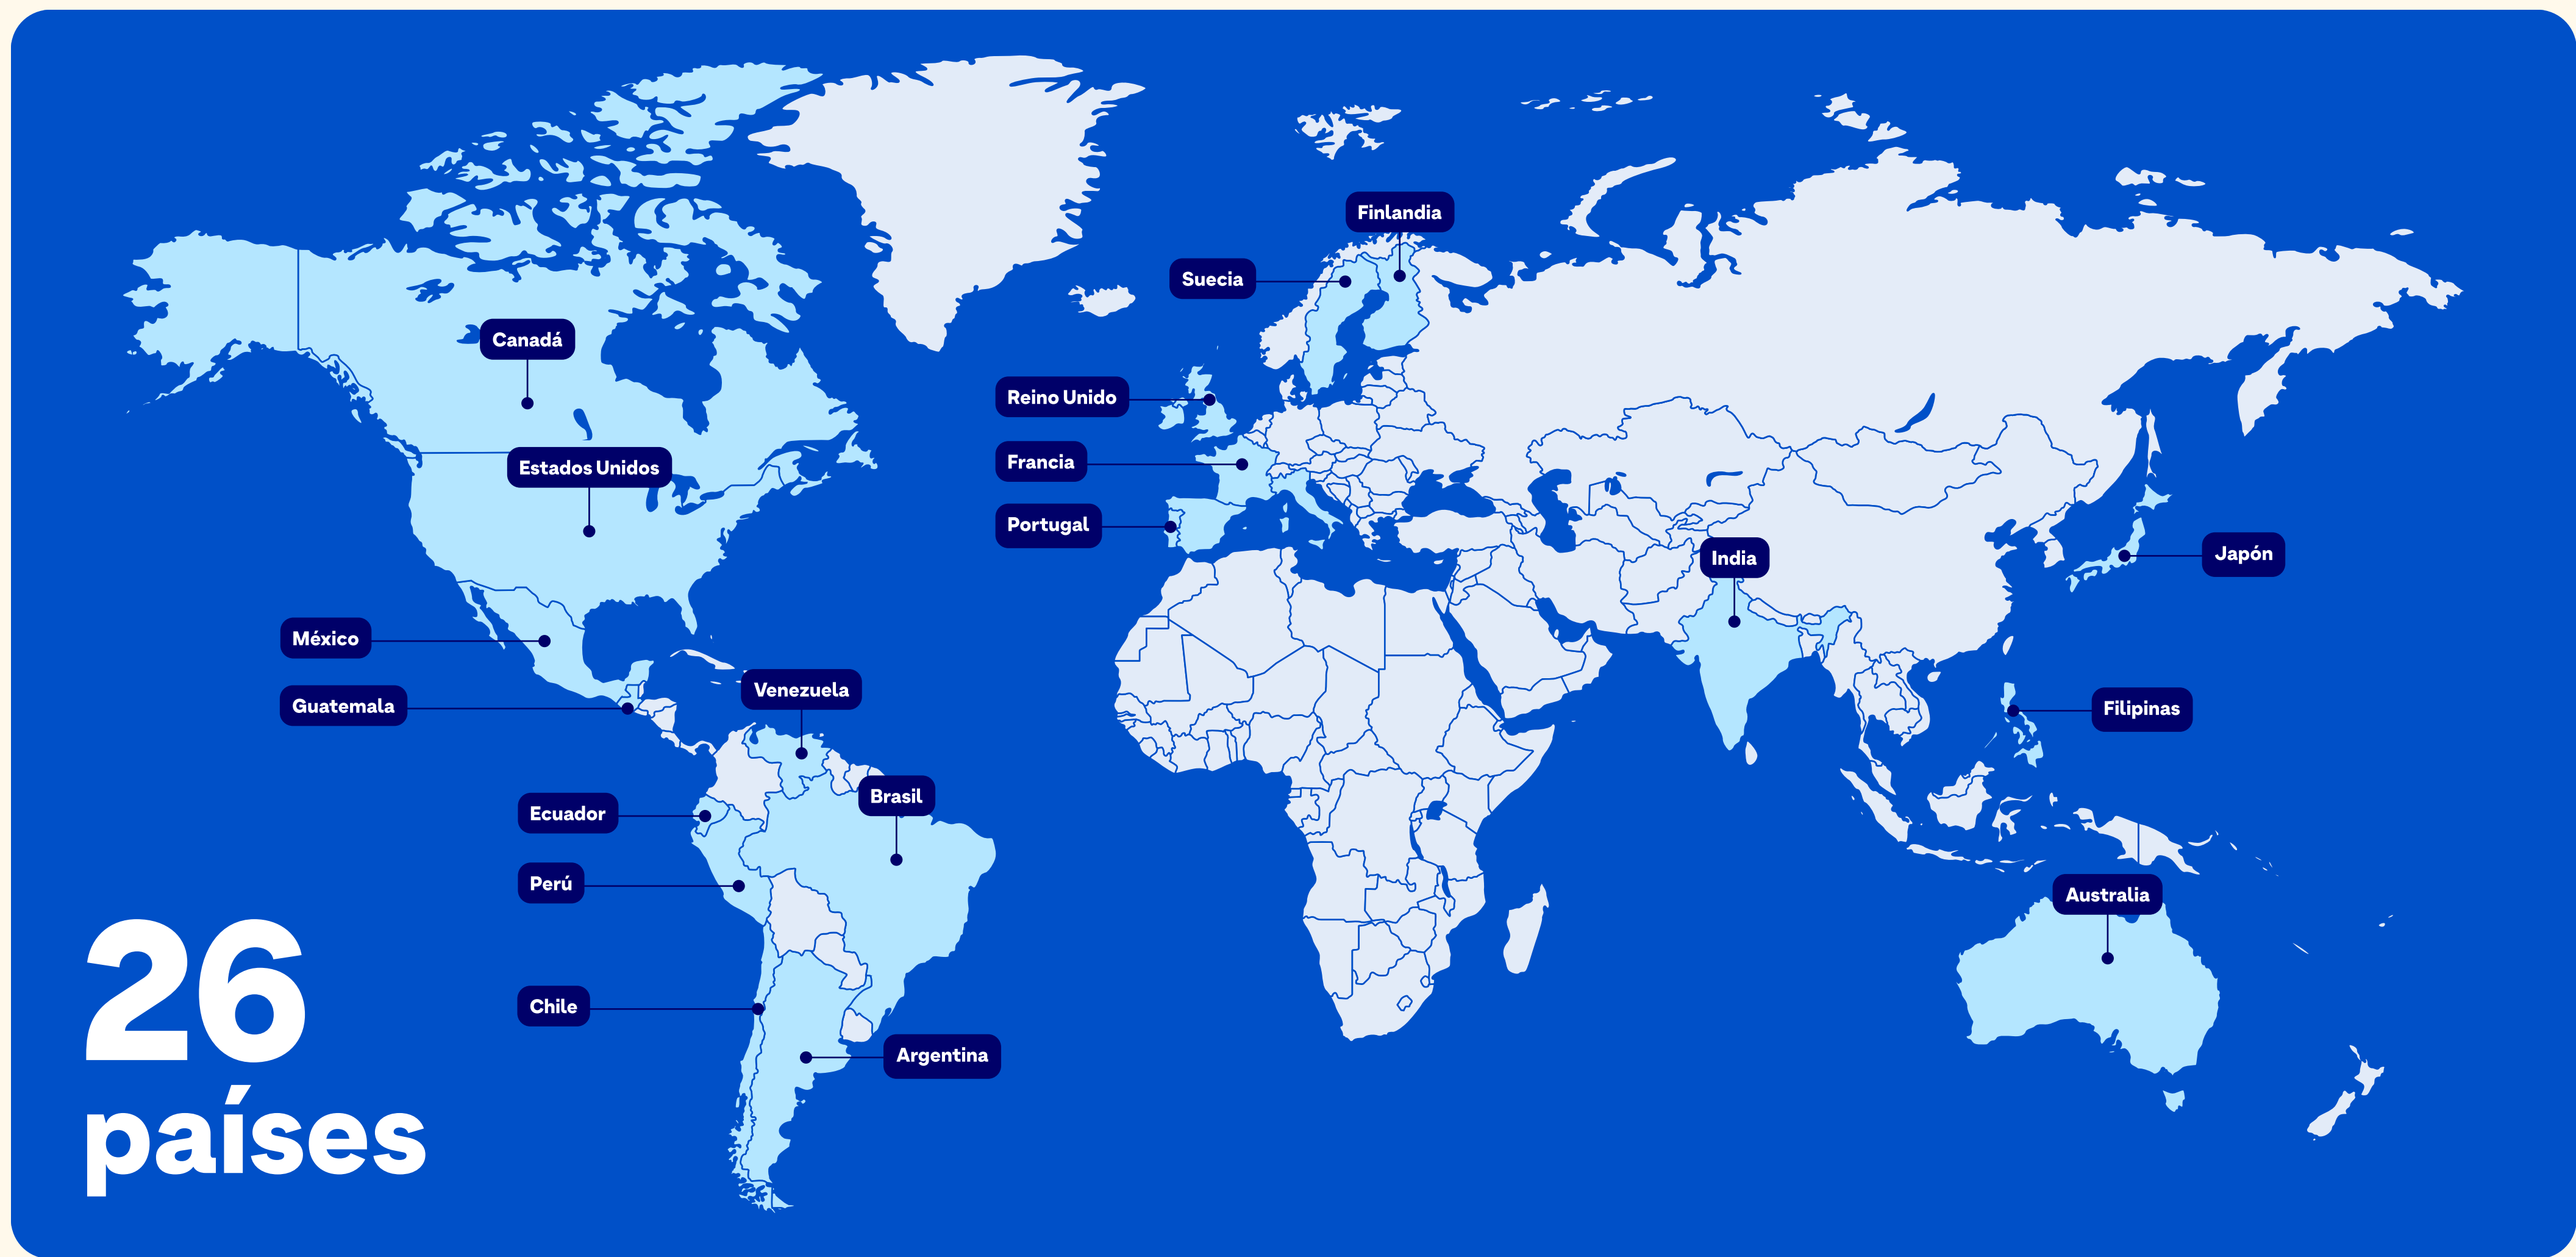 Finlandia
Suecia
Canadá
Reino Unido
Francia
Estados Unidos
Portugal
Japón
India
México
Venezuela
Guatemala
Filipinas
Brasil
Ecuador
Perú
Australia
Chile
Argentina
26
países